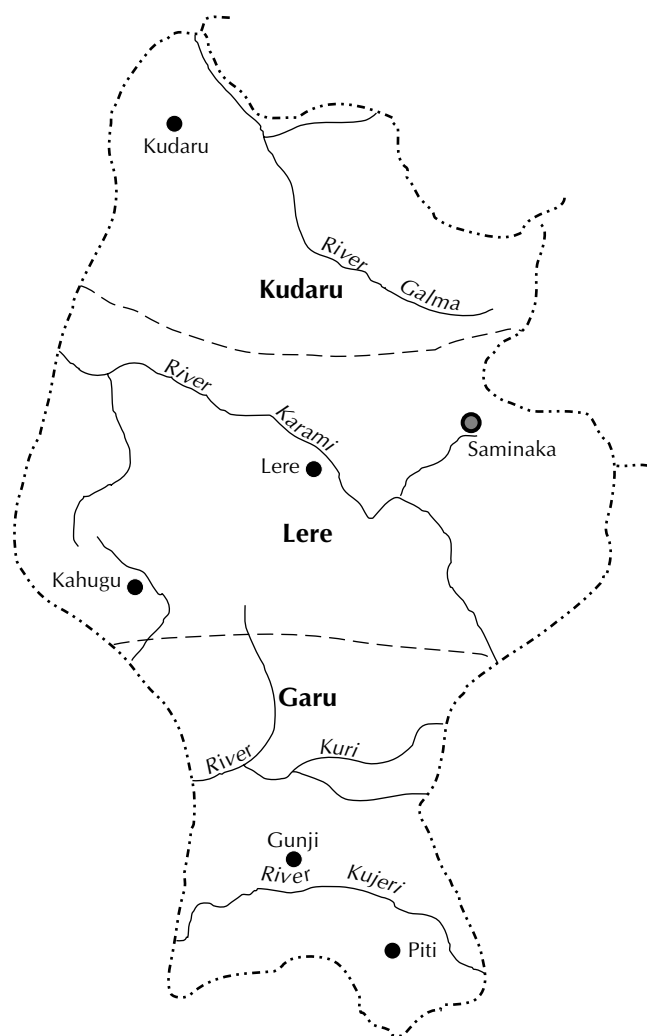 Kudaru
River
Galma
Kudaru
River
Karami
Saminaka
Lere
Lere
Kahugu
Garu
River
Kuri
Gunji
River
Kujeri
Piti